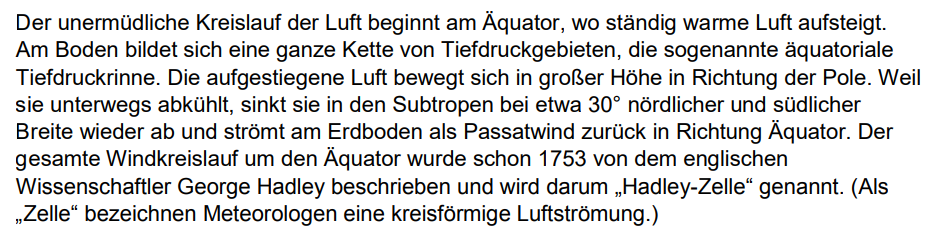 Der unermüdliche Kreislauf der Luft beginnt am Äquator, wo ständig warme Luft aufsteigt.
Am Boden bildet sich eine ganze Kette von Tiefdruckgebieten, die sogenannte äquatoriale
Tiefdruckrinne. Die aufgestiegene Luft bewegt sich in großer Höhe in Richtung der Pole. Weil
sie unterwegs abkühlt, sinkt sie in den Subtropen bei etwa 30° nördlicher und südlicher
Breite wieder ab und strömt am Erdboden als Passatwind zurück in Richtung Äquator. Der
gesamte Windkreislauf um den Äquator wurde schon 1753 von dem englischen
Wissenschaftler George Hadley beschrieben und wird darum „Hadley-Zelle“ genannt. (Als
„Zelle“ bezeichnen Meteorologen eine kreisförmige Luftströmung.)